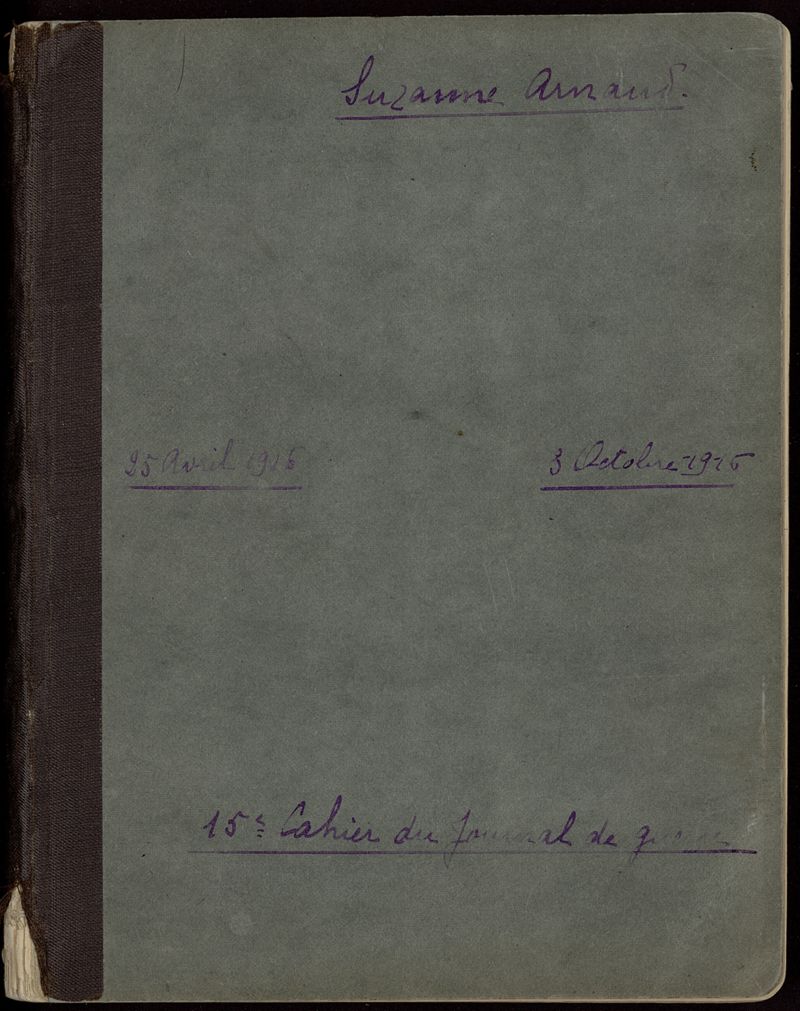 Suzanne Arnaud.
25 Avril 1916
3 Octobre 1916
15e Cahier du Journal de guerre